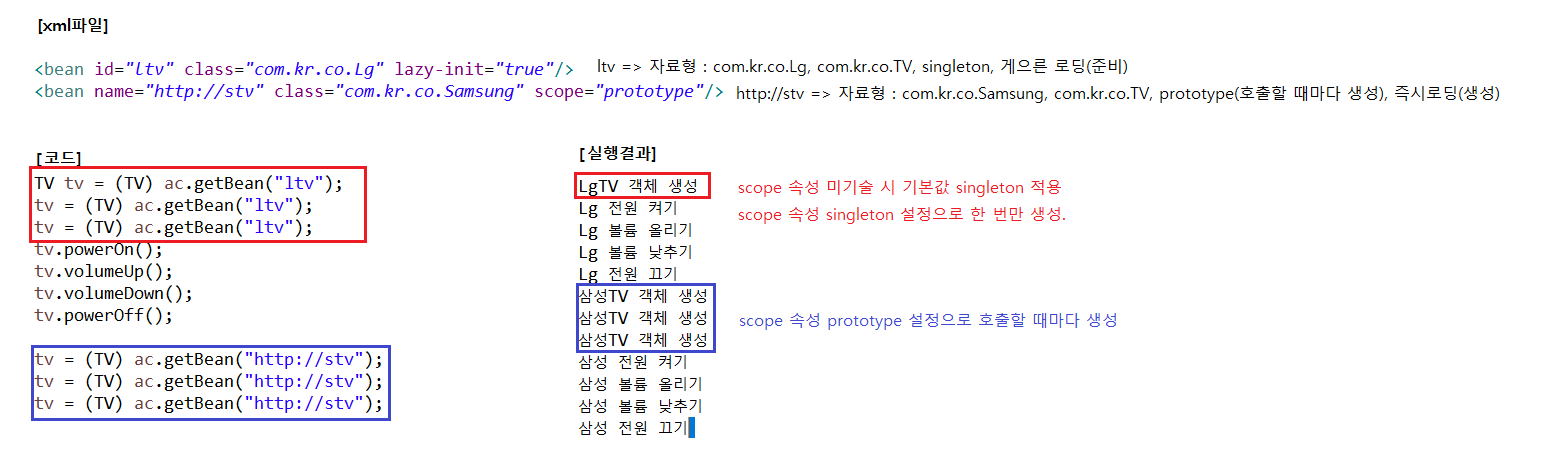 [xml파일]
<bean id="ltv" class="com.kr.co.Lg" lazy-init="true"/> ltv => 자료형 : com.kr.co.Lg, com.kr.co.TV, singleton, 게으른 로딩(준비)
<bean name="http://stv" class="com.kr.co.Samsung" scope="prototype"/> http://stv => 자료형 : com.kr.co.Samsung, com.kr.co.TV, prototype(호출할 때마다 생성), 즉시로딩(생성)
[코드]
TV tv = (TV) ac.getBean("ltv");
tv = (TV) ac.getBean("ltv");
tv = (TV) ac.getBean("ltv");
tv.powerOn();
tv.volumeUp();
tv.volumeDown();
tv.powerOff();
tv = (TV) ac.getBean("http://stv");
tv = (TV) ac.getBean("http://stv");
tv = (TV) ac.getBean("http://stv");
[실행결과]
LgTV 객체 생성
Lg 전원 켜기
Lg 볼륨 올리기
Lg 볼륨 낮추기
Lg 전원 끄기
삼성TV 객체 생성
삼성TV 객체 생성
삼성TV 객체 생성
삼성 전원 켜기
삼성 볼륨 올리기
삼성 볼륨 낮추기
삼성 전원 끄기
scope 속성 미기술 시 기본값 singleton 적용
scope 속성 singleton 설정으로 한 번만 생성.
scope 속성 prototype 설정으로 호출할 때마다 생성